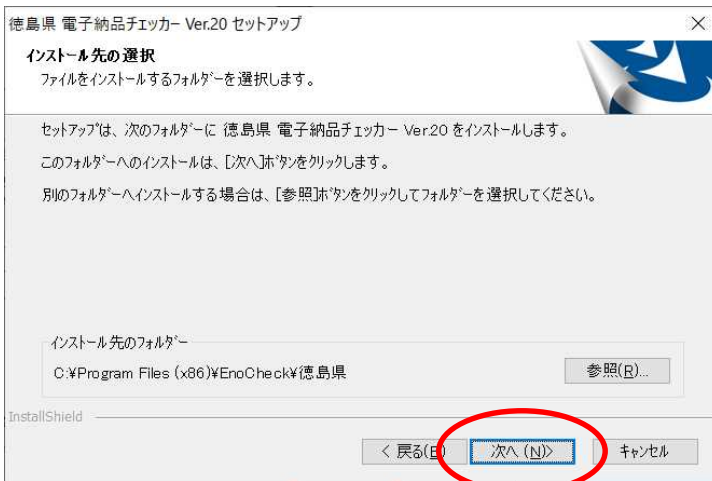 徳島県 電子納品チェッカー Ver.20 セットアップ
インストール先の選択
ファイルをインストールするフォルダーを選択します。
セットアップは、次のフォルダーに 徳島県 電子納品チェッカー Ver.20 をインストールします。
このフォルダーへのインストールは、[次へ]ボタンをクリックします。
別のフォルダーへインストールする場合は、[参照]ボタンをクリックしてフォルダーを選択してください。
インストール先のフォルダー
C:¥Program Files (x86)¥EnoCheck¥徳島県
参照(R)...
InstallShield
< 戻る(B) 次へ (N)> キャンセル